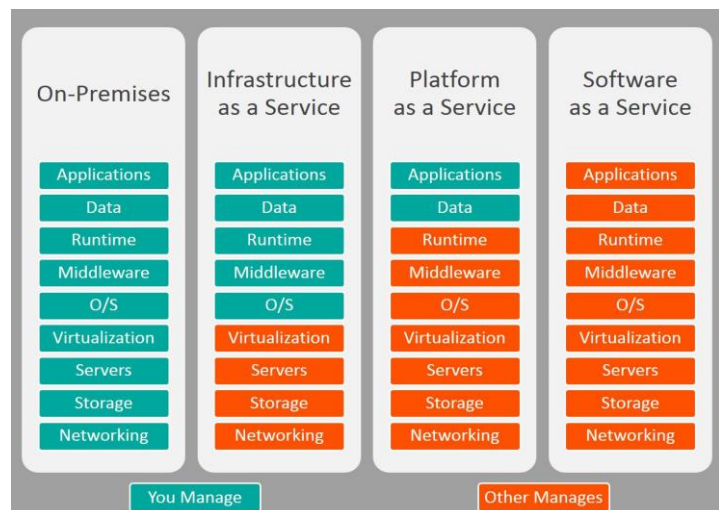 On-Premises
Applications
Data
Runtime
Middleware
O/S
Virtualization
Servers
Storage
Networking
Infrastructure
as a Service
Applications
Data
Runtime
Middleware
O/S
Virtualization
Servers
Storage
Networking
Platform
as a Service
Applications
Data
Runtime
Middleware
O/S
Virtualization
Servers
Storage
Networking
Software
as a Service
Applications
Data
Runtime
Middleware
O/S
Virtualization
Servers
Storage
Networking
You Manage
Other Manages